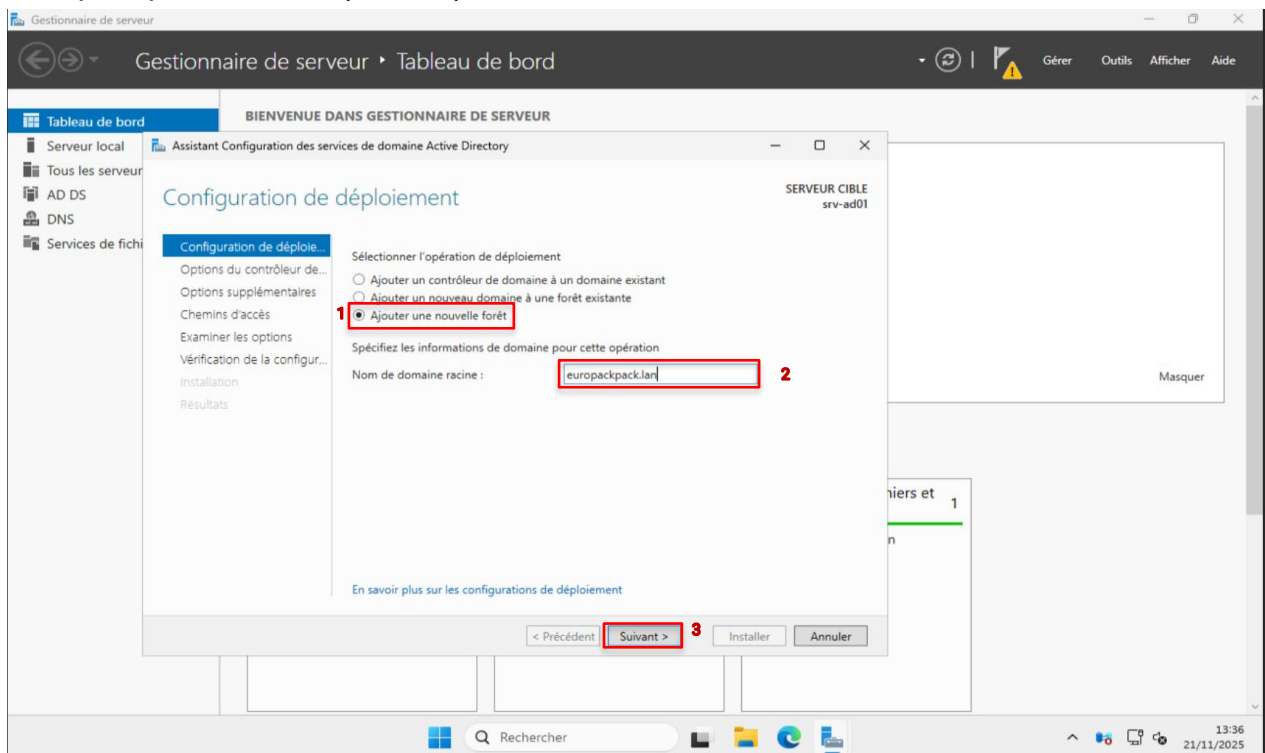 Gestionnaire de serveur
Gestionnaire de serveur ‣ Tableau de bord
Gérer Outils Afficher Aide
Tableau de bord
Serveur local
Tous les serveur
AD DS
DNS
Services de fichi
BIENVENUE DANS GESTIONNAIRE DE SERVEUR
Assistant Configuration des services de domaine Active Directory
Configuration de déploiement
SERVEUR CIBLE
srv-ad01
Configuration de déploie...
Options du contrôleur de...
Options supplémentaires
Chemins d'accès
Examiner les options
Vérification de la configur...
Installation
Résultats
Sélectionner l'opération de déploiement
Ajouter un contrôleur de domaine à un domaine existant
Ajouter un nouveau domaine à une forêt existante
1 Ajouter une nouvelle forêt
Spécifiez les informations de domaine pour cette opération
Nom de domaine racine : europackpack.lan 2
En savoir plus sur les configurations de déploiement
< Précédent Suivant > 3 Installer Annuler
Masquer
hiers et 1
n
Rechercher
13:36
21/11/2025